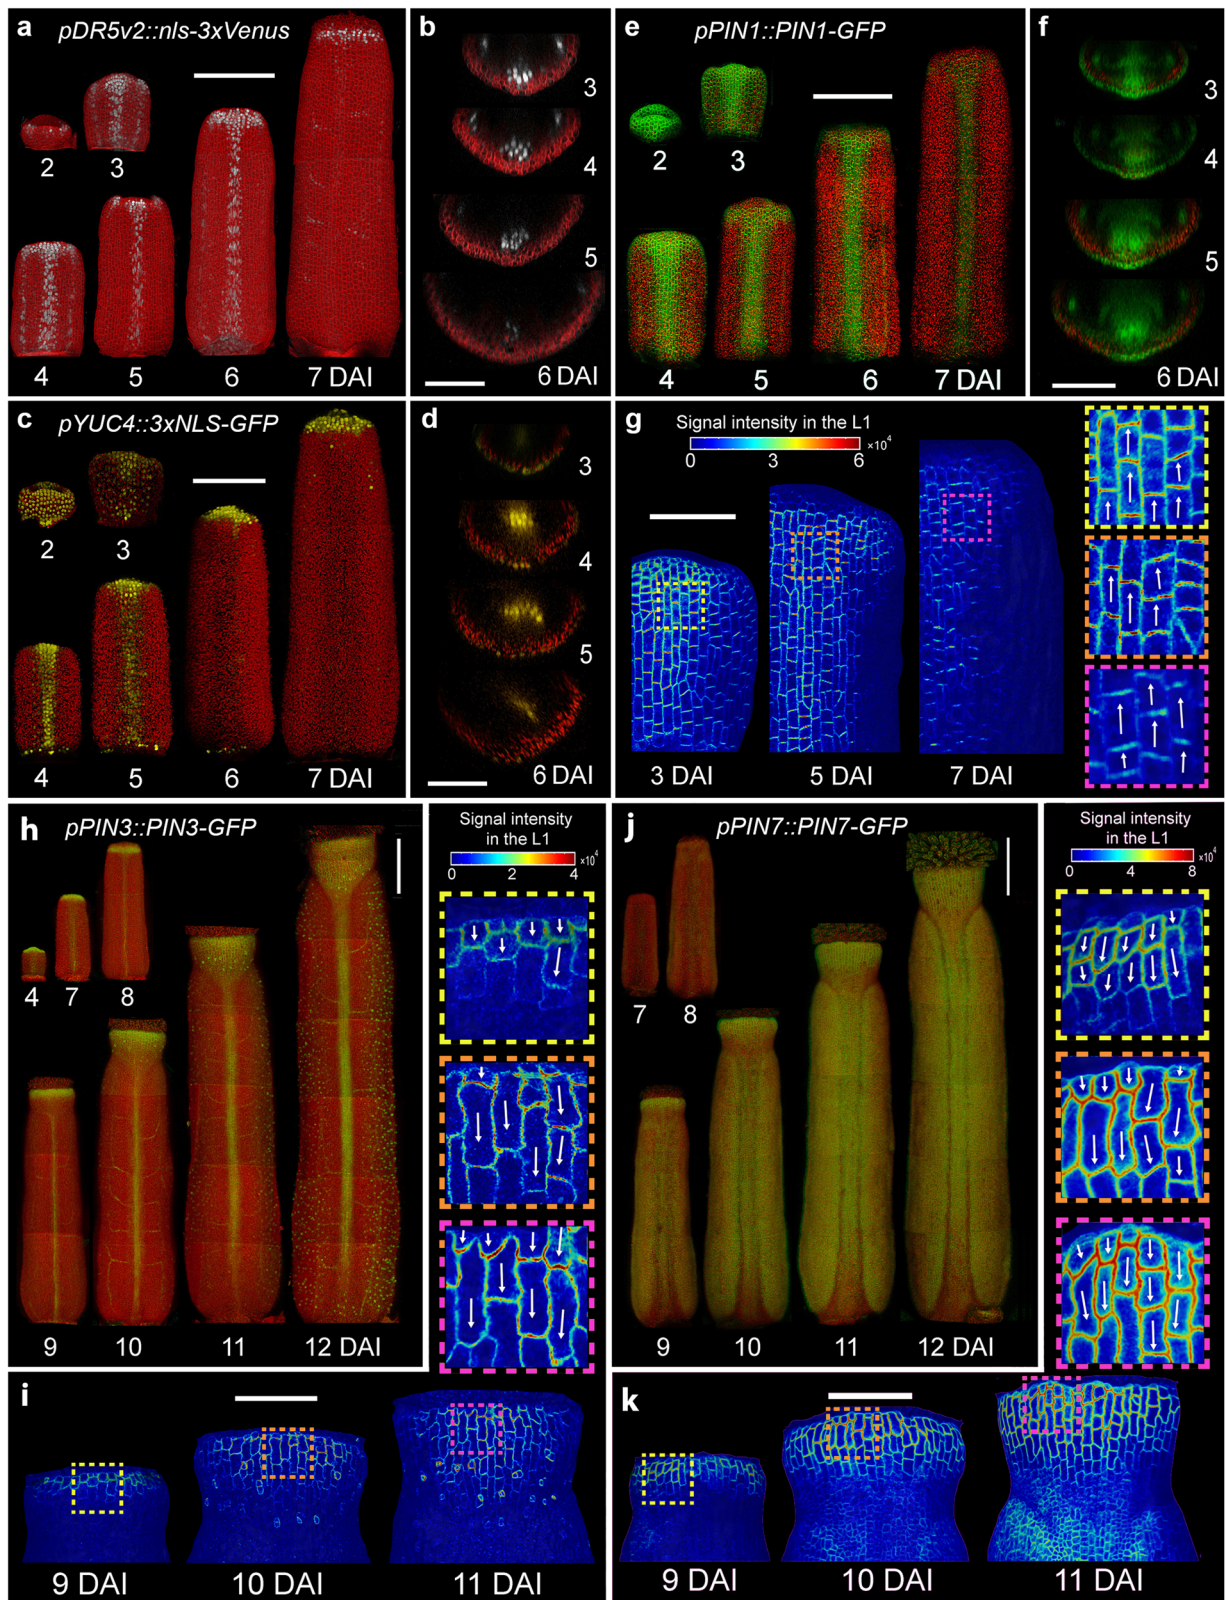 a pDR5v2::nls-3xVenus
2 3
4 5 6 7 DAI
b
3
4
5
6 DAI
e pPIN1::PIN1-GFP
2 3
4 5 6 7 DAI
f
3
4
5
6 DAI
c pYUC4::3xNLS-GFP
2 3
4 5 6 7 DAI
d
3
4
5
6 DAI
g Signal intensity in the L1
0 3 6 ×10⁴
3 DAI 5 DAI 7 DAI
h pPIN3::PIN3-GFP
4 7 8
9 10 11 12 DAI
Signal intensity
in the L1
0 2 4 ×10⁴
j pPIN7::PIN7-GFP
7 8
9 10 11 12 DAI
Signal intensity
in the L1
0 4 8 ×10⁴
i
9 DAI 10 DAI 11 DAI
k
9 DAI 10 DAI 11 DAI